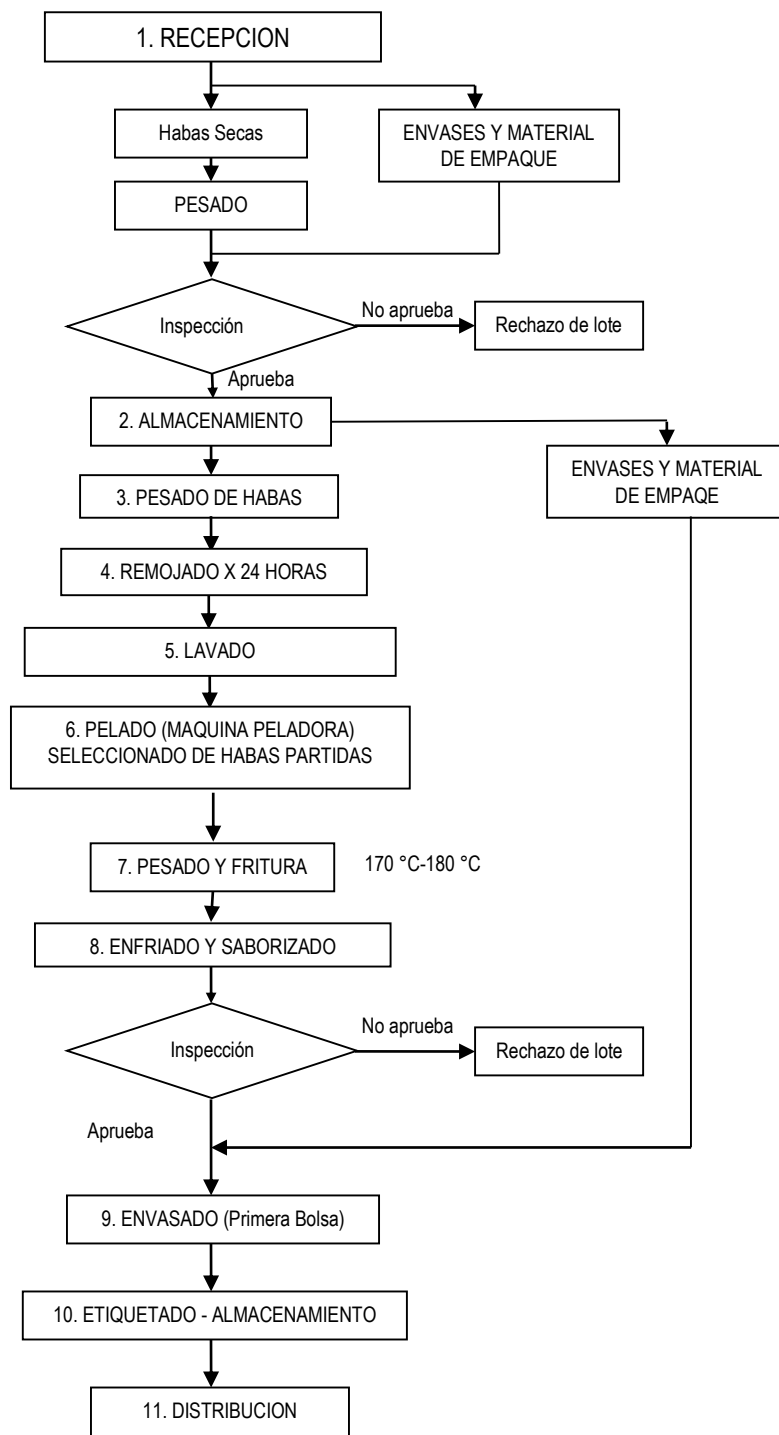 1. RECEPCION
Habas Secas
ENVASES Y MATERIAL
DE EMPAQUE
PESADO
Inspección
No aprueba
Rechazo de lote
Aprueba
2. ALMACENAMIENTO
ENVASES Y MATERIAL
DE EMPAQE
3. PESADO DE HABAS
4. REMOJADO X 24 HORAS
5. LAVADO
6. PELADO (MAQUINA PELADORA)
SELECCIONADO DE HABAS PARTIDAS
7. PESADO Y FRITURA
170 °C-180 °C
8. ENFRIADO Y SABORIZADO
Inspección
No aprueba
Rechazo de lote
Aprueba
9. ENVASADO (Primera Bolsa)
10. ETIQUETADO - ALMACENAMIENTO
11. DISTRIBUCION